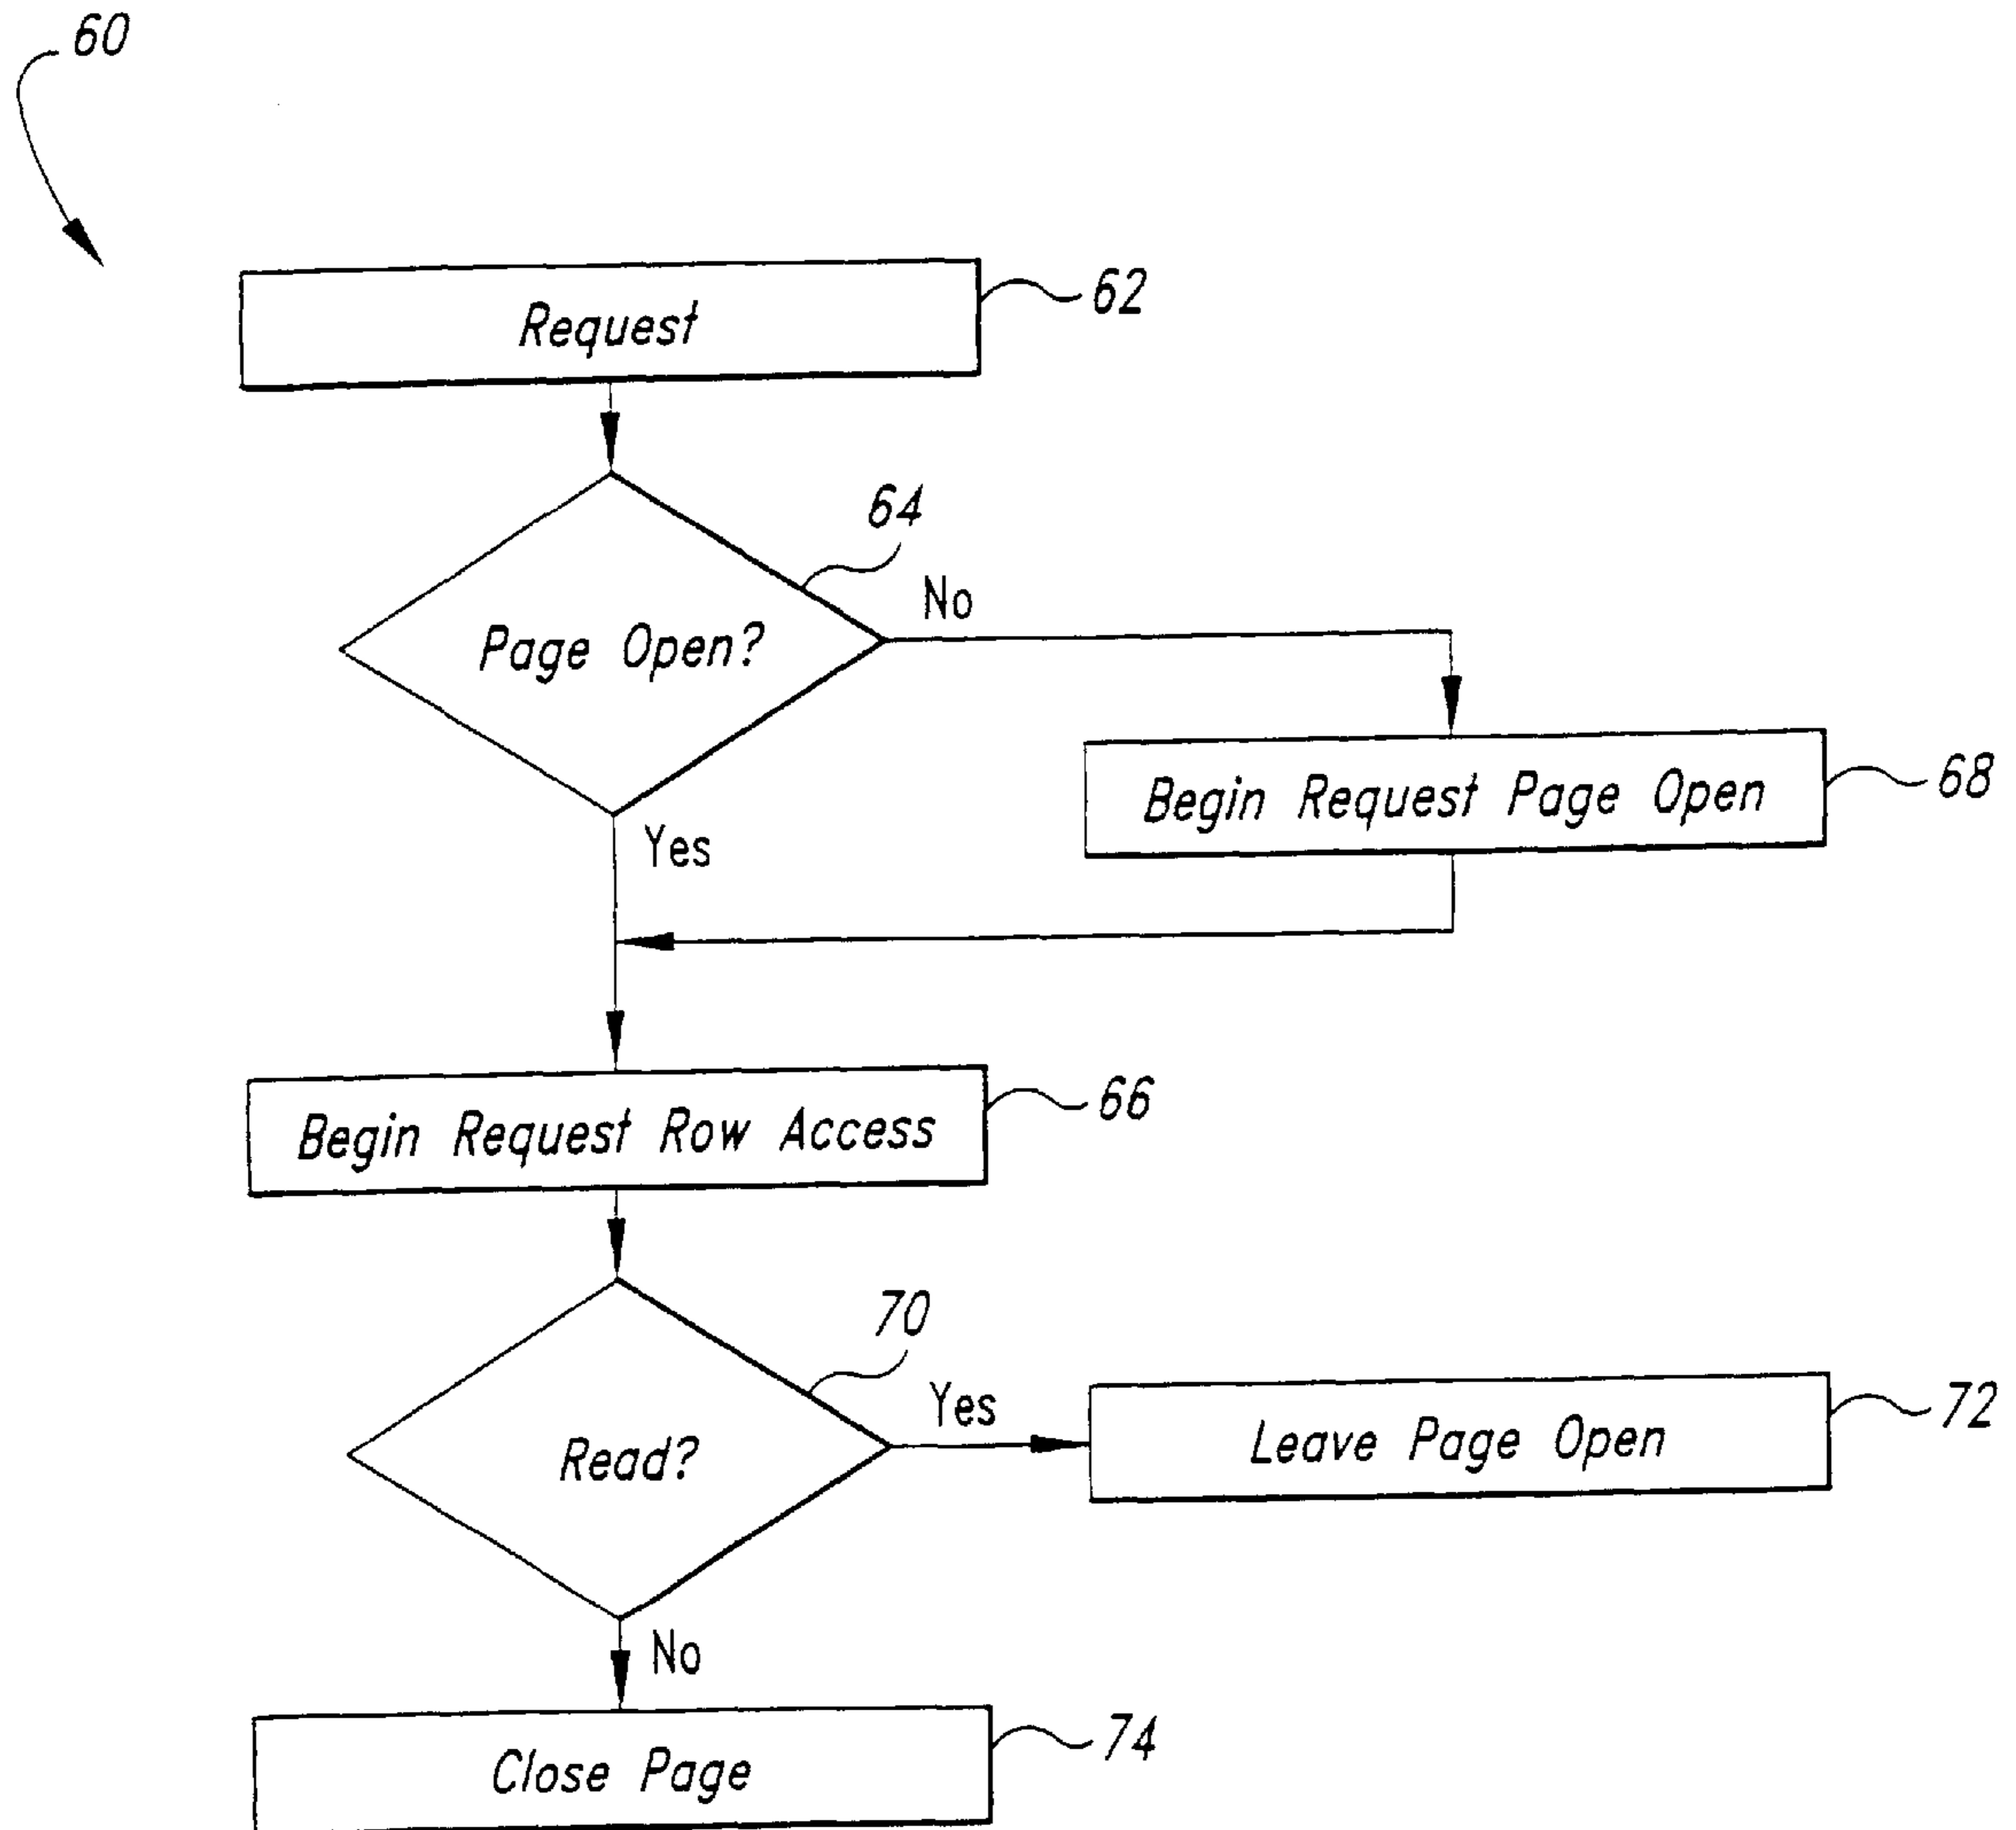 60
Request
62
64
Page Open?
No
Begin Request Page Open
68
Yes
Begin Request Row Access
66
70
Read?
Yes
Leave Page Open
72
No
Close Page
74